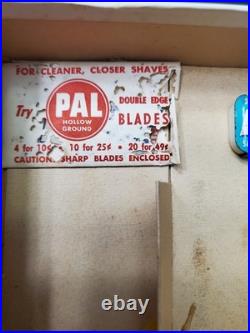 FOR CLEANER, CLOSER SHAVES
Try
PAL
HOLLOW
GROUND
DOUBLE EDGE
BLADES
4 for 10¢ • 10 for 25¢ • 20 for 49¢
CAUTION: SHARP BLADES ENCLOSED